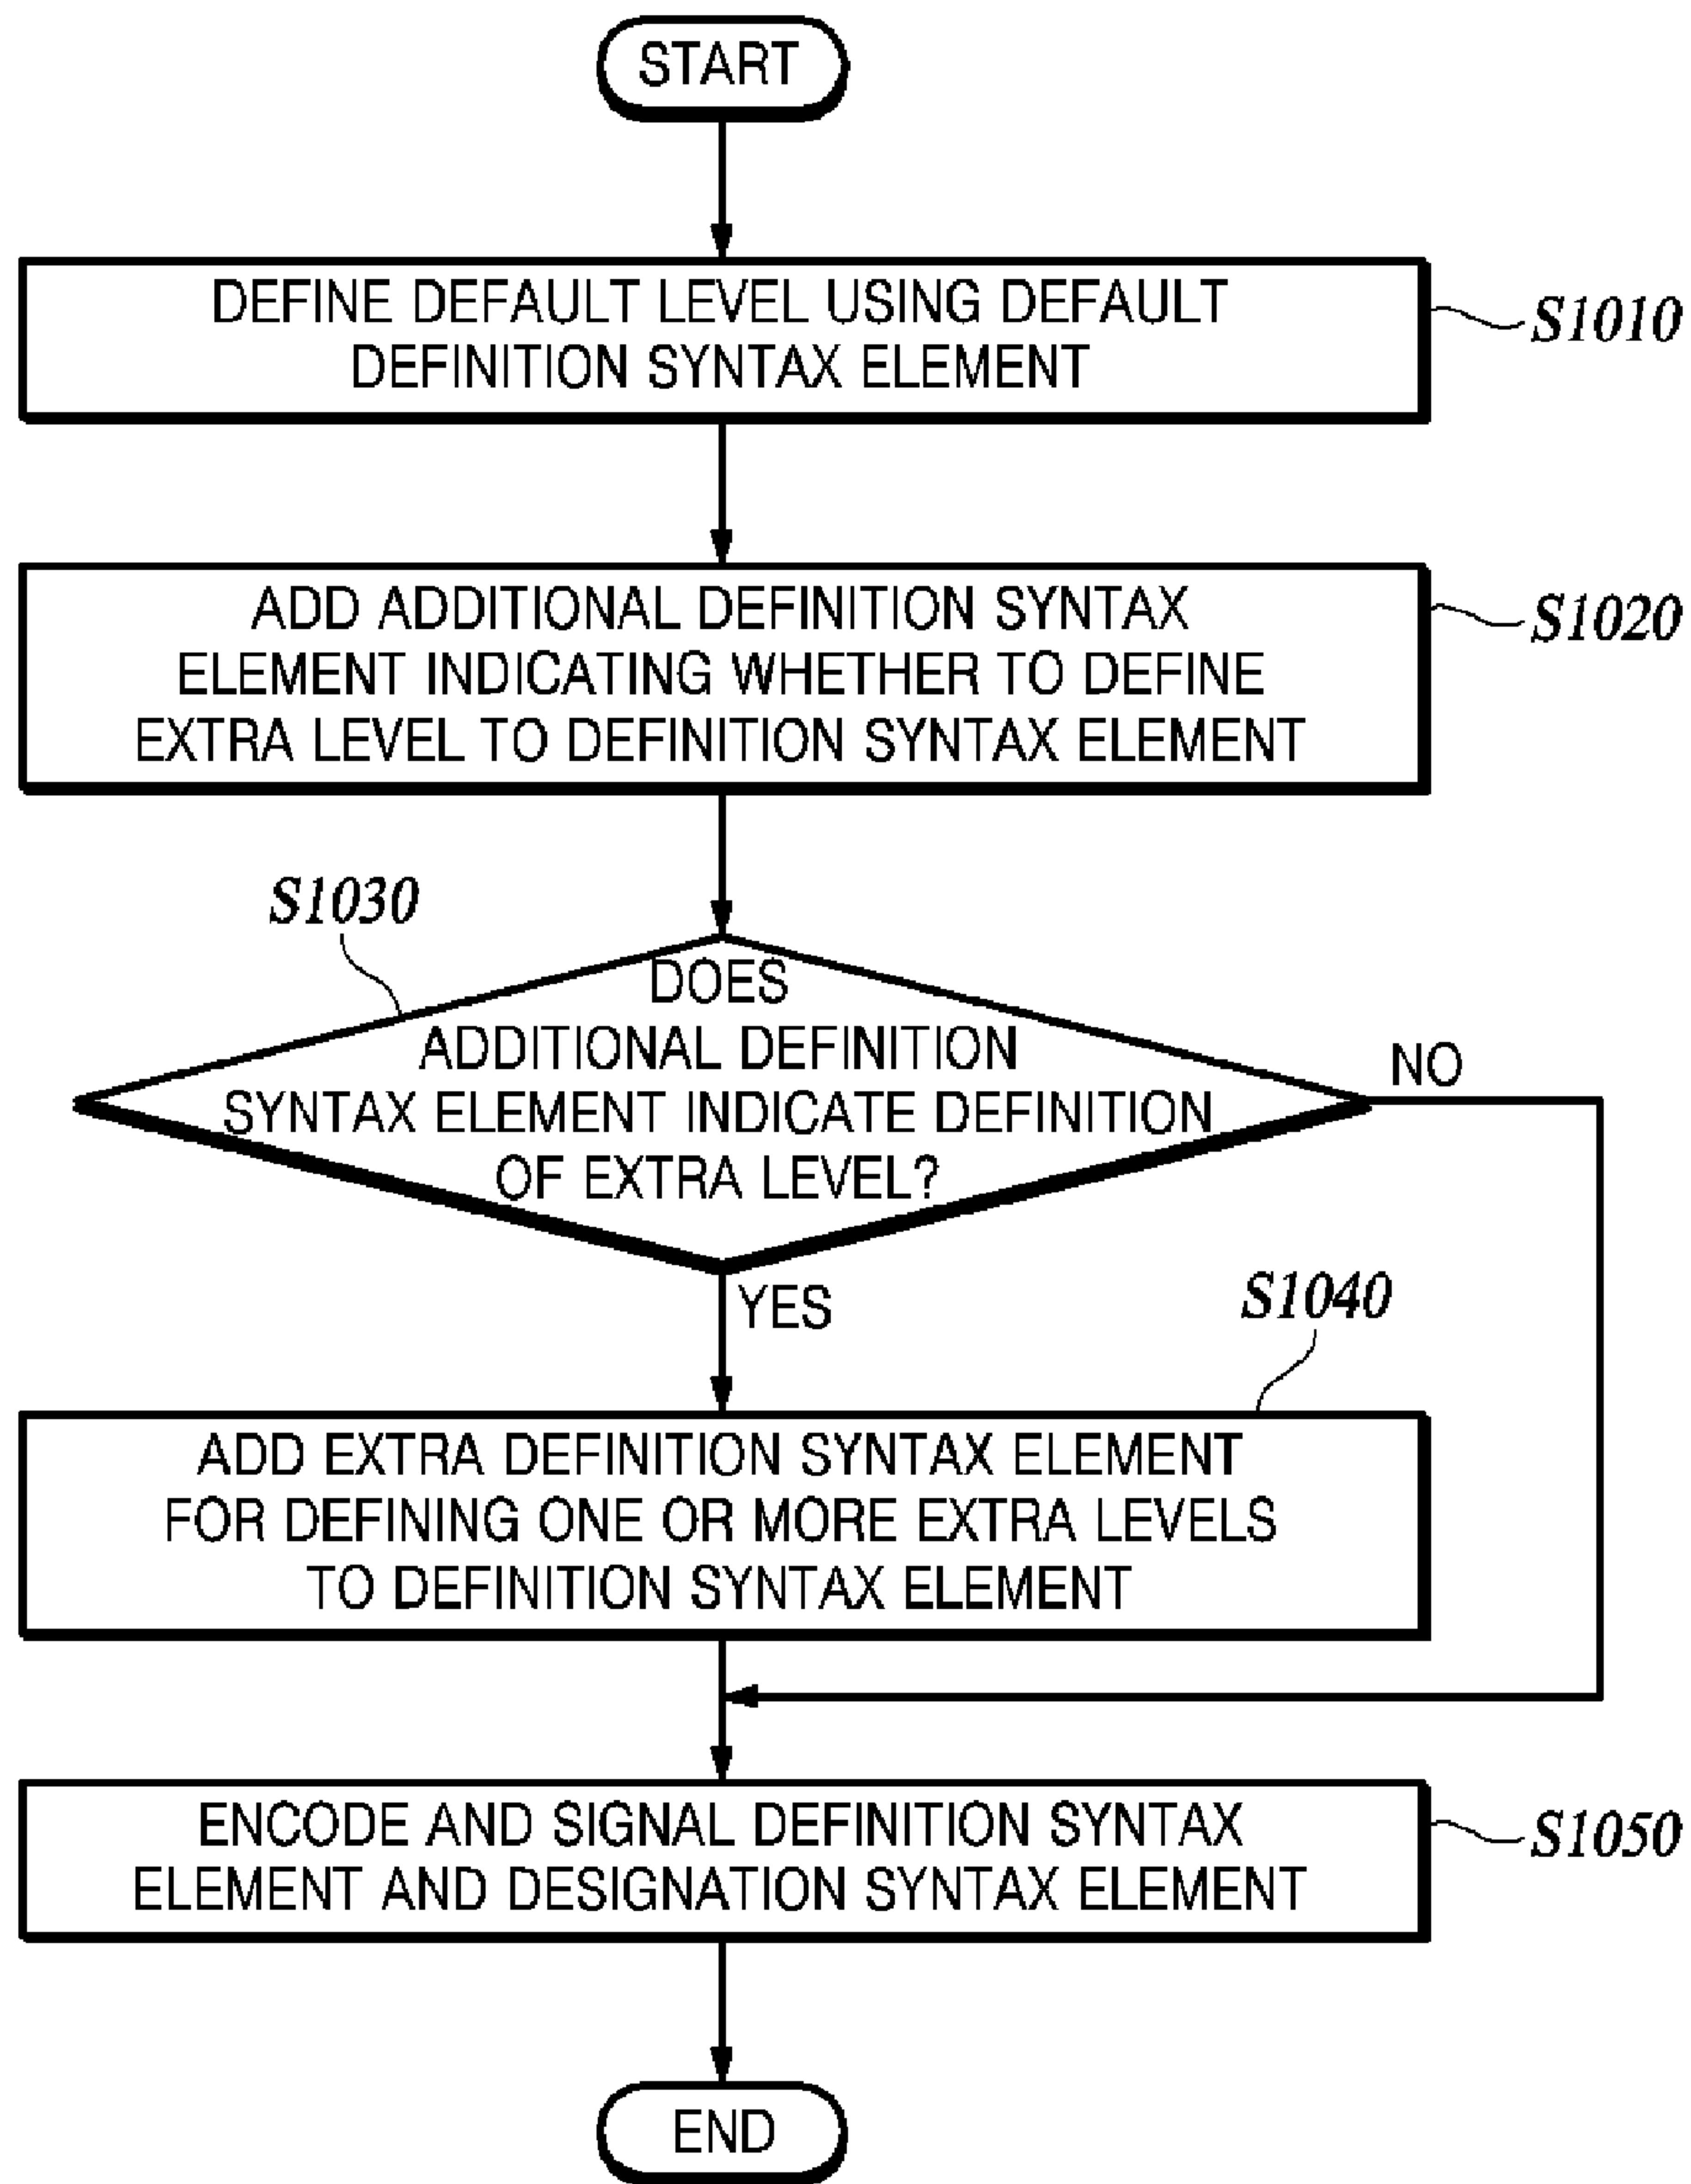 START
DEFINE DEFAULT LEVEL USING DEFAULT
DEFINITION SYNTAX ELEMENT
S1010
ADD ADDITIONAL DEFINITION SYNTAX
ELEMENT INDICATING WHETHER TO DEFINE
EXTRA LEVEL TO DEFINITION SYNTAX ELEMENT
S1020
S1030
DOES
ADDITIONAL DEFINITION
SYNTAX ELEMENT INDICATE DEFINITION
OF EXTRA LEVEL?
NO
YES
S1040
ADD EXTRA DEFINITION SYNTAX ELEMENT
FOR DEFINING ONE OR MORE EXTRA LEVELS
TO DEFINITION SYNTAX ELEMENT
ENCODE AND SIGNAL DEFINITION SYNTAX
ELEMENT AND DESIGNATION SYNTAX ELEMENT
S1050
END